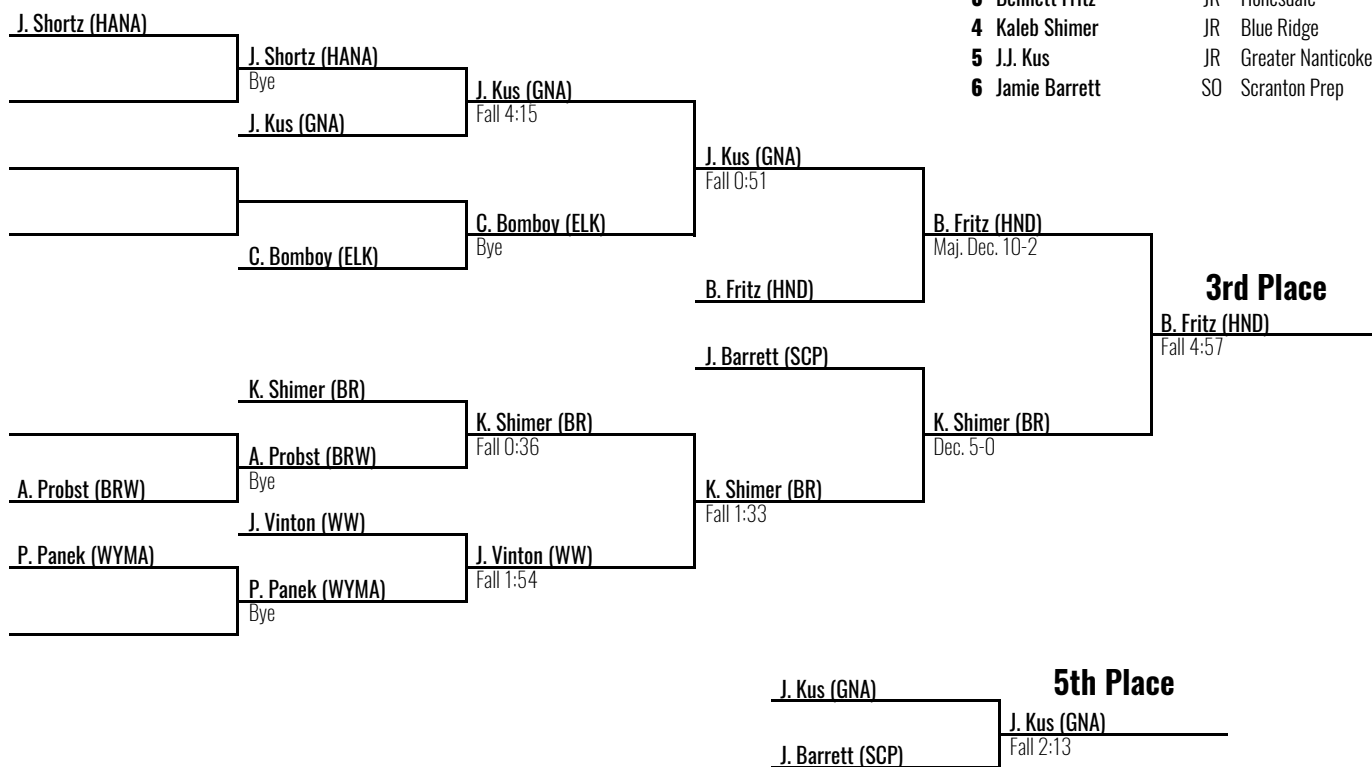 3 Bennett Fritz JR Honesdale
4 Kaleb Shimer JR Blue Ridge
5 J.J. Kus JR Greater Nanticoke
6 Jamie Barrett SO Scranton Prep
J. Shortz (HANA)
J. Shortz (HANA)
Bye
J. Kus (GNA)
J. Kus (GNA)
Fall 4:15
J. Kus (GNA)
Fall 0:51
C. Bomboy (ELK)
C. Bomboy (ELK)
Bye
B. Fritz (HND)
Maj. Dec. 10-2
B. Fritz (HND)
3rd Place
B. Fritz (HND)
Fall 4:57
J. Barrett (SCP)
K. Shimer (BR)
K. Shimer (BR)
Fall 0:36
K. Shimer (BR)
Dec. 5-0
A. Probst (BRW)
Bye
A. Probst (BRW)
K. Shimer (BR)
Fall 1:33
J. Vinton (WW)
P. Panek (WYMA)
J. Vinton (WW)
Fall 1:54
P. Panek (WYMA)
Bye
5th Place
J. Kus (GNA)
J. Kus (GNA)
Fall 2:13
J. Barrett (SCP)